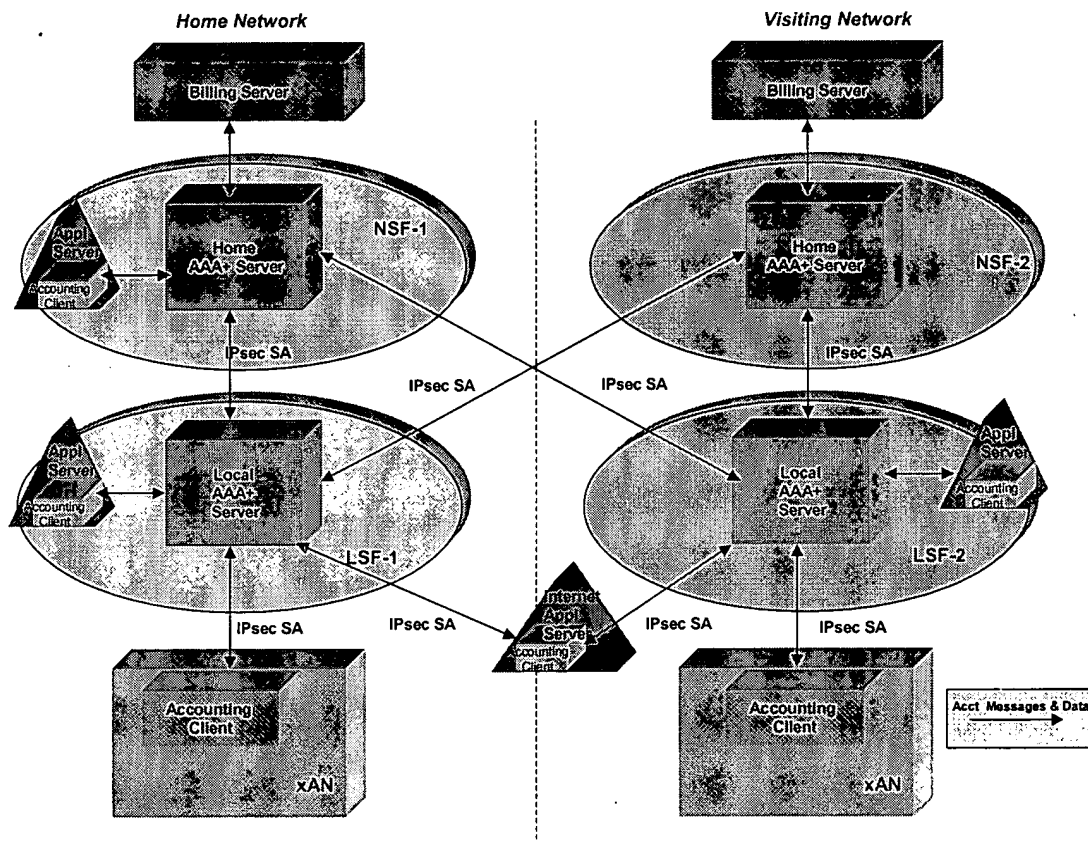 Home Network
Visiting Network
Billing Server
Billing Server
NSF-1
Appl
Server
Accounting
Client
Home
AAA+ Server
Home
AAA+ Server
NSF-2
IPsec SA
IPsec SA
IPsec SA
IPsec SA
Appl
Server
Accounting
Client
Local
AAA+
Server
LSF-1
Local
AAA+
Server
Appl
Server
Accounting
Client
LSF-2
Internet
Appl
Server
Accounting
Client
IPsec SA
IPsec SA
IPsec SA
IPsec SA
Accounting
Client
xAN
Accounting
Client
xAN
Acct Messages & Data